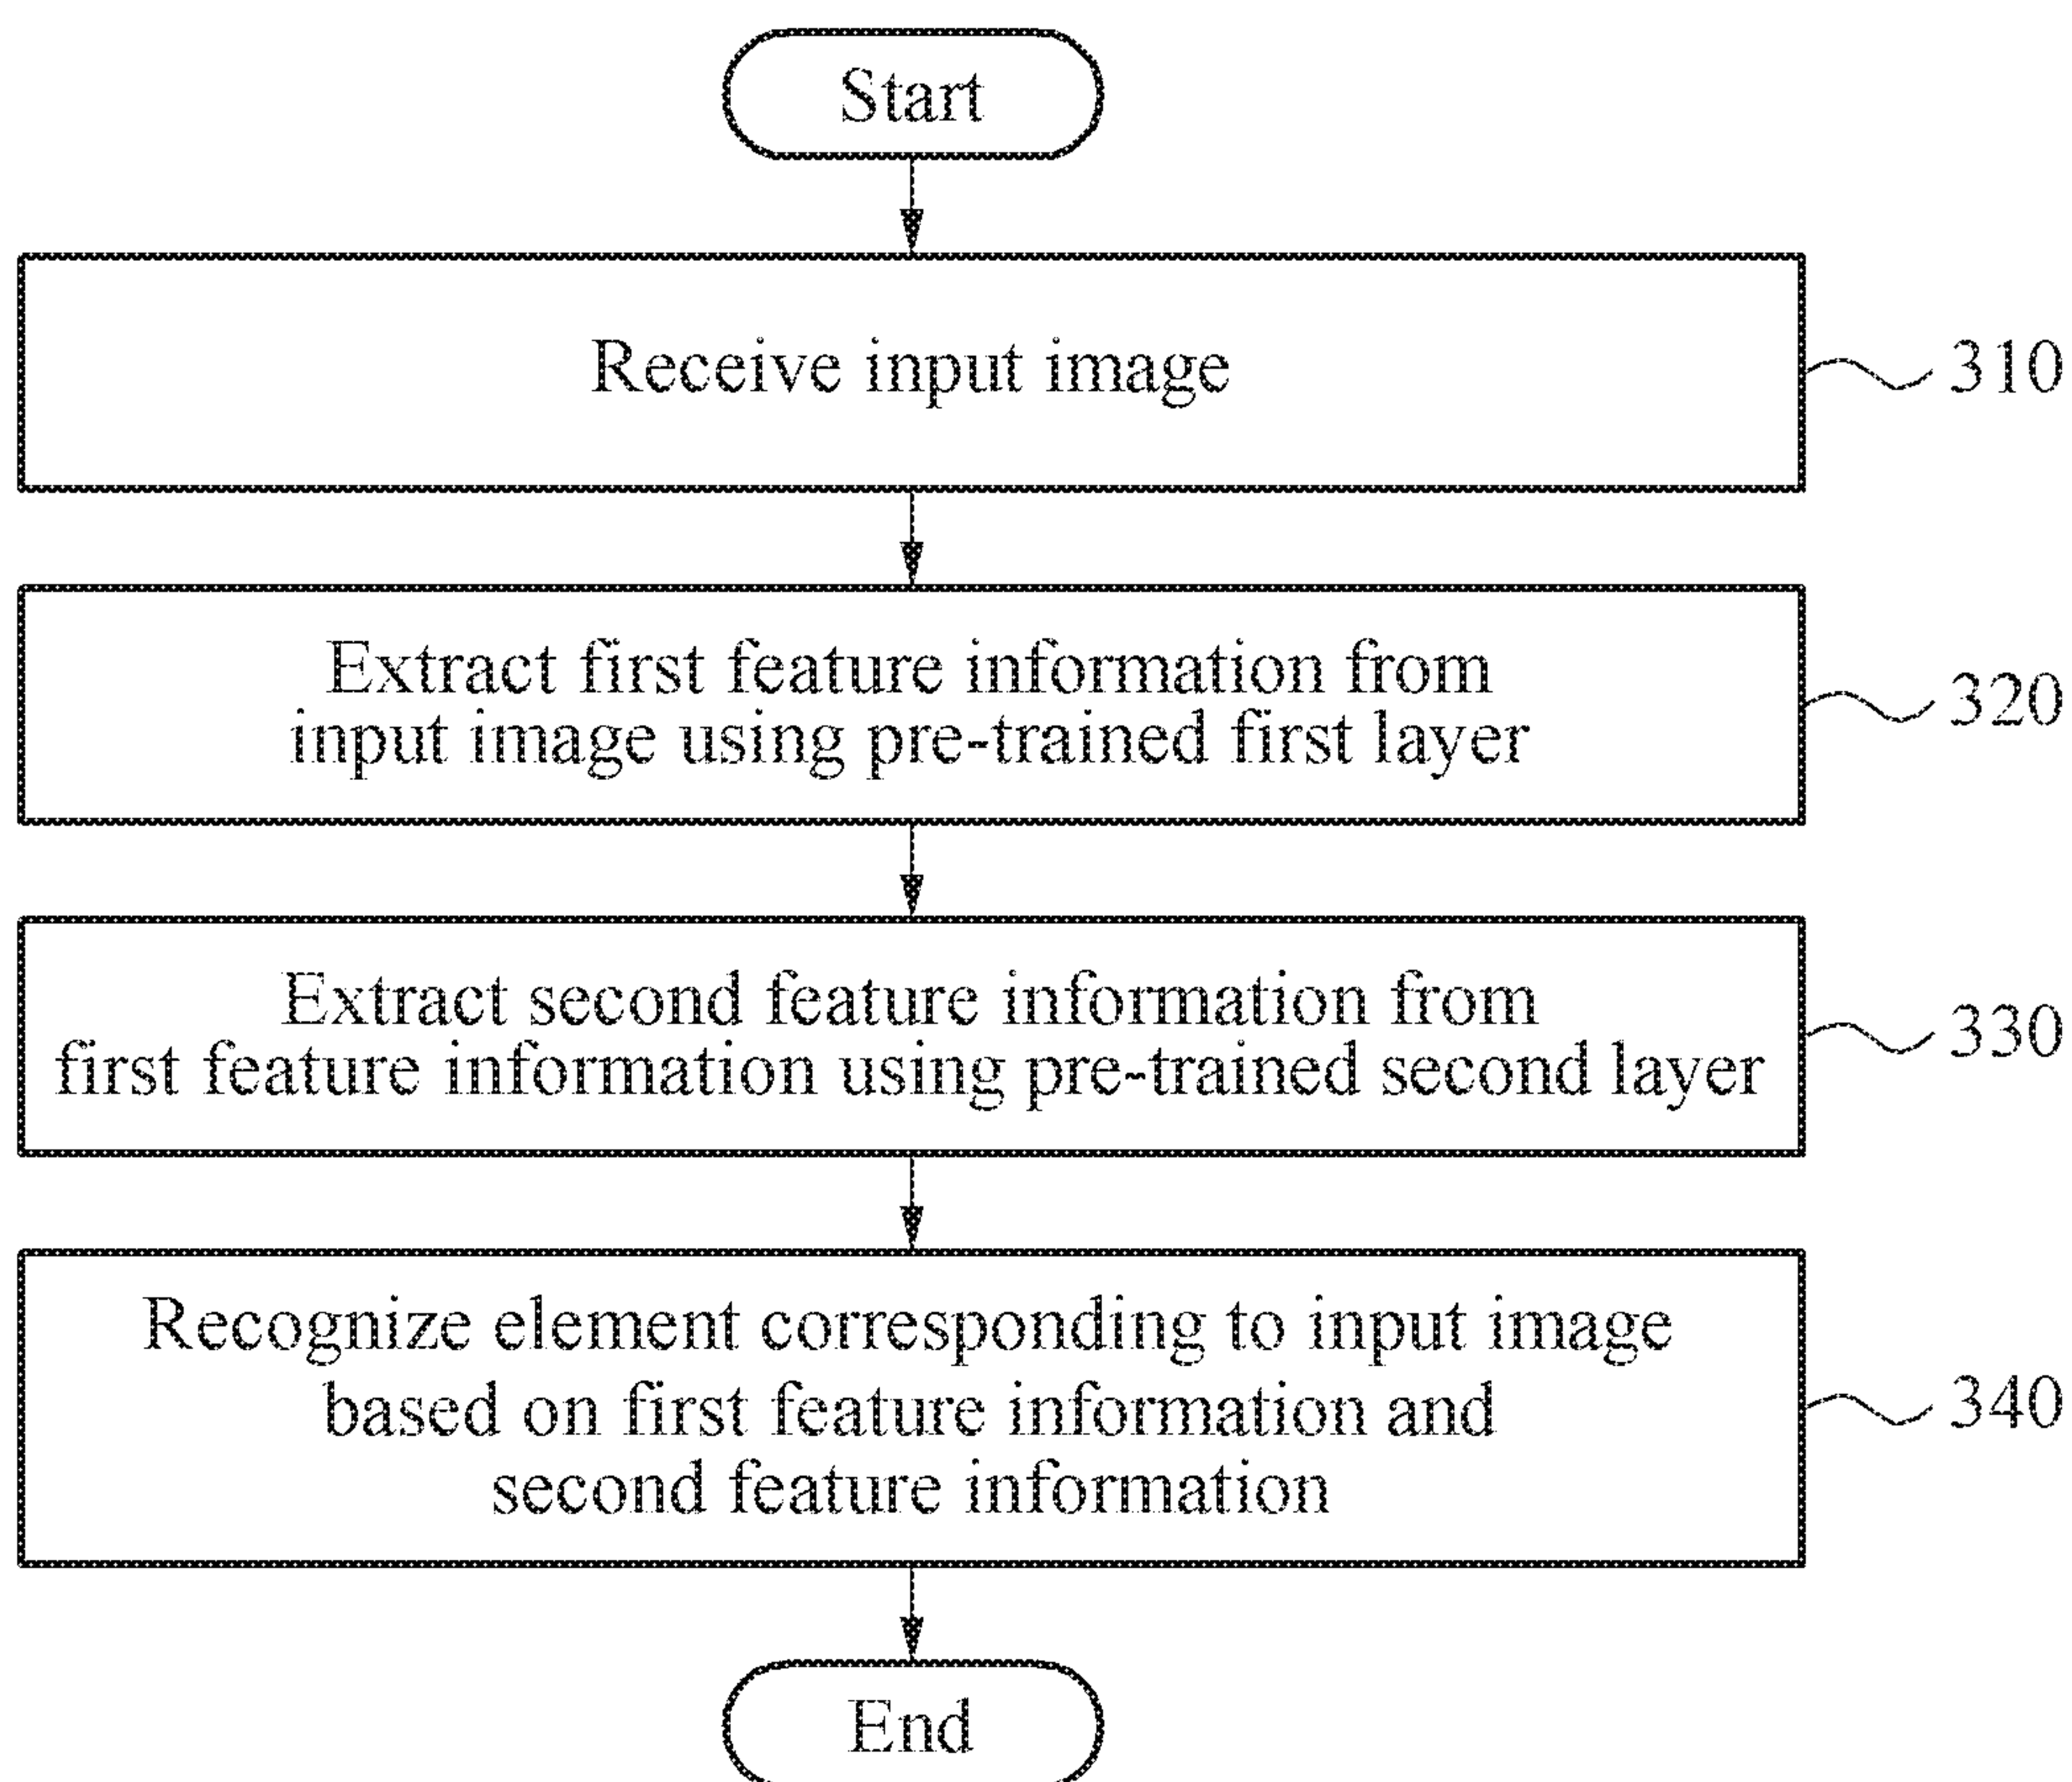 Start
Receive input image
310
Extract first feature information from
input image using pre-trained first layer
320
Extract second feature information from
first feature information using pre-trained second layer
330
Recognize element corresponding to input image
based on first feature information and
second feature information
340
End